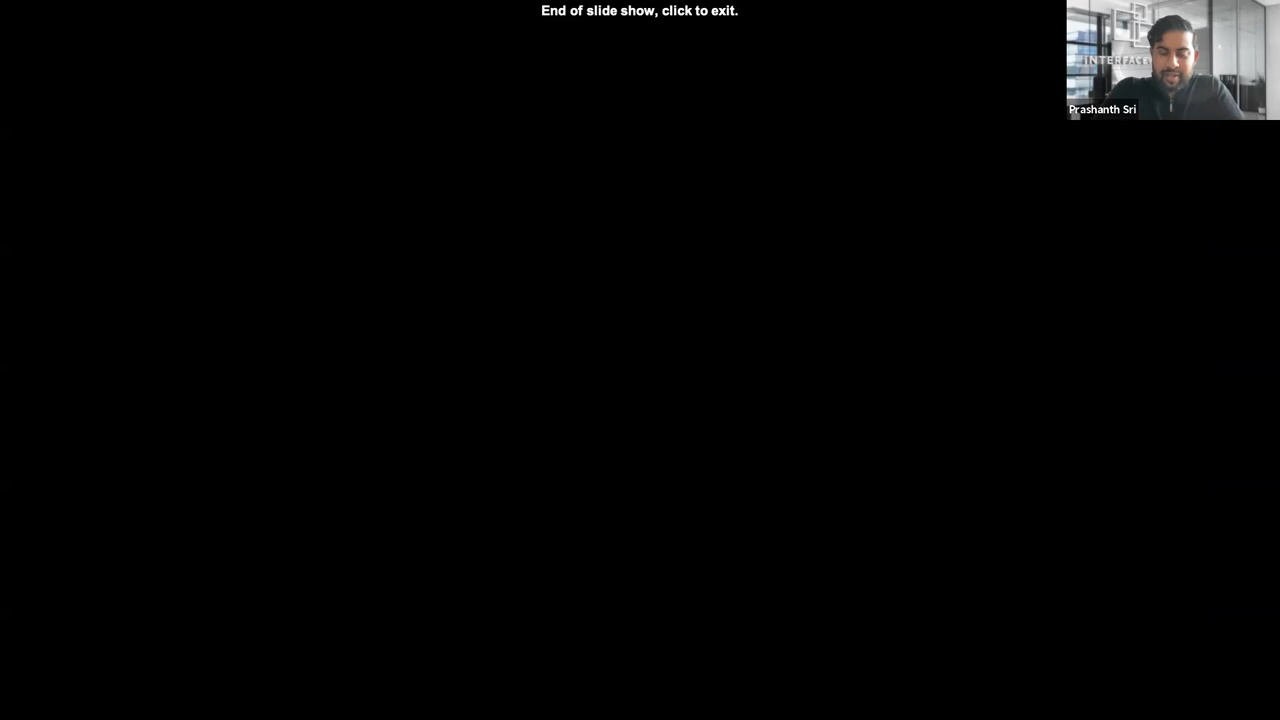 End of slide show, click to exit.
INTERFACE
Prashanth Sri